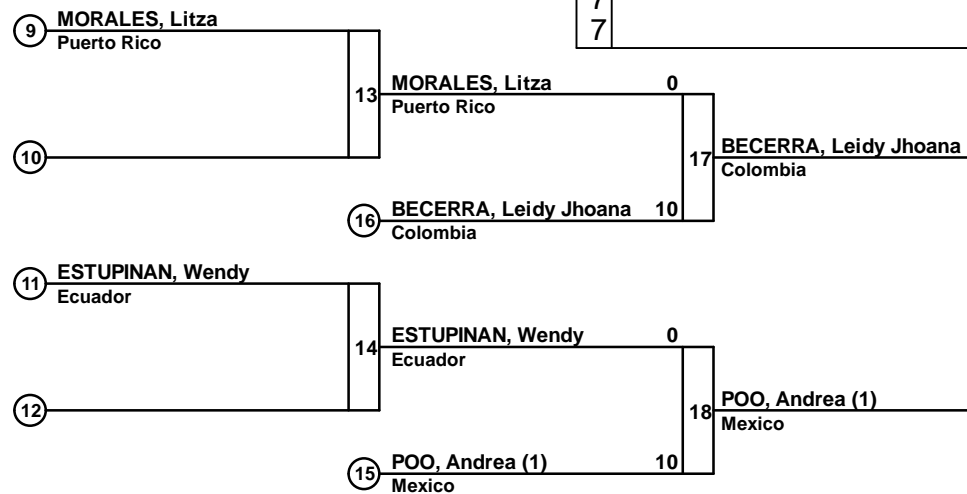 7
7
9 MORALES, Litza
Puerto Rico
13 MORALES, Litza 0
Puerto Rico
10
17 BECERRA, Leidy Jhoana
Colombia
16 BECERRA, Leidy Jhoana 10
Colombia
11 ESTUPINAN, Wendy
Ecuador
14 ESTUPINAN, Wendy 0
Ecuador
12
18 POO, Andrea (1)
Mexico
15 POO, Andrea (1) 10
Mexico